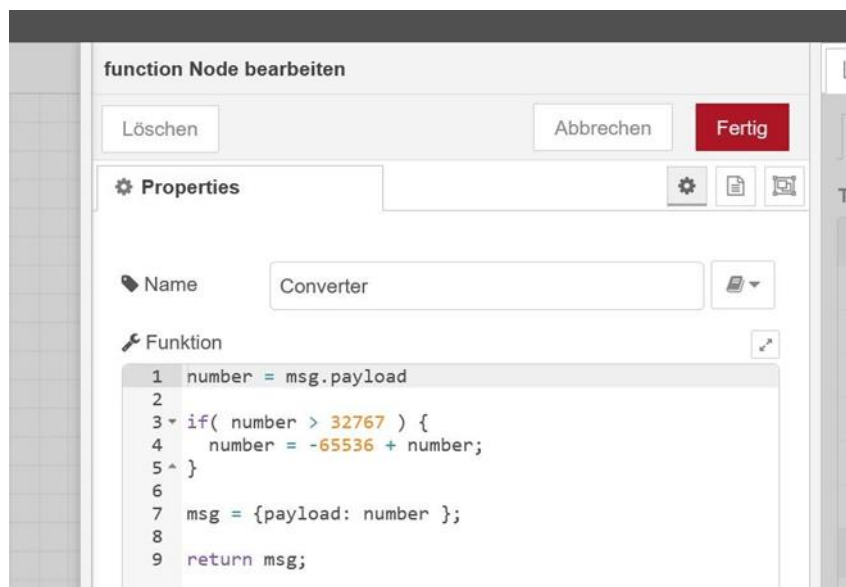 function Node bearbeiten
Löschen
Abbrechen
Fertig
Properties
Name
Converter
Funktion
1 number = msg.payload
2
3 if( number > 32767 ) {
4 number = -65536 + number;
5 }
6
7 msg = {payload: number };
8
9 return msg;